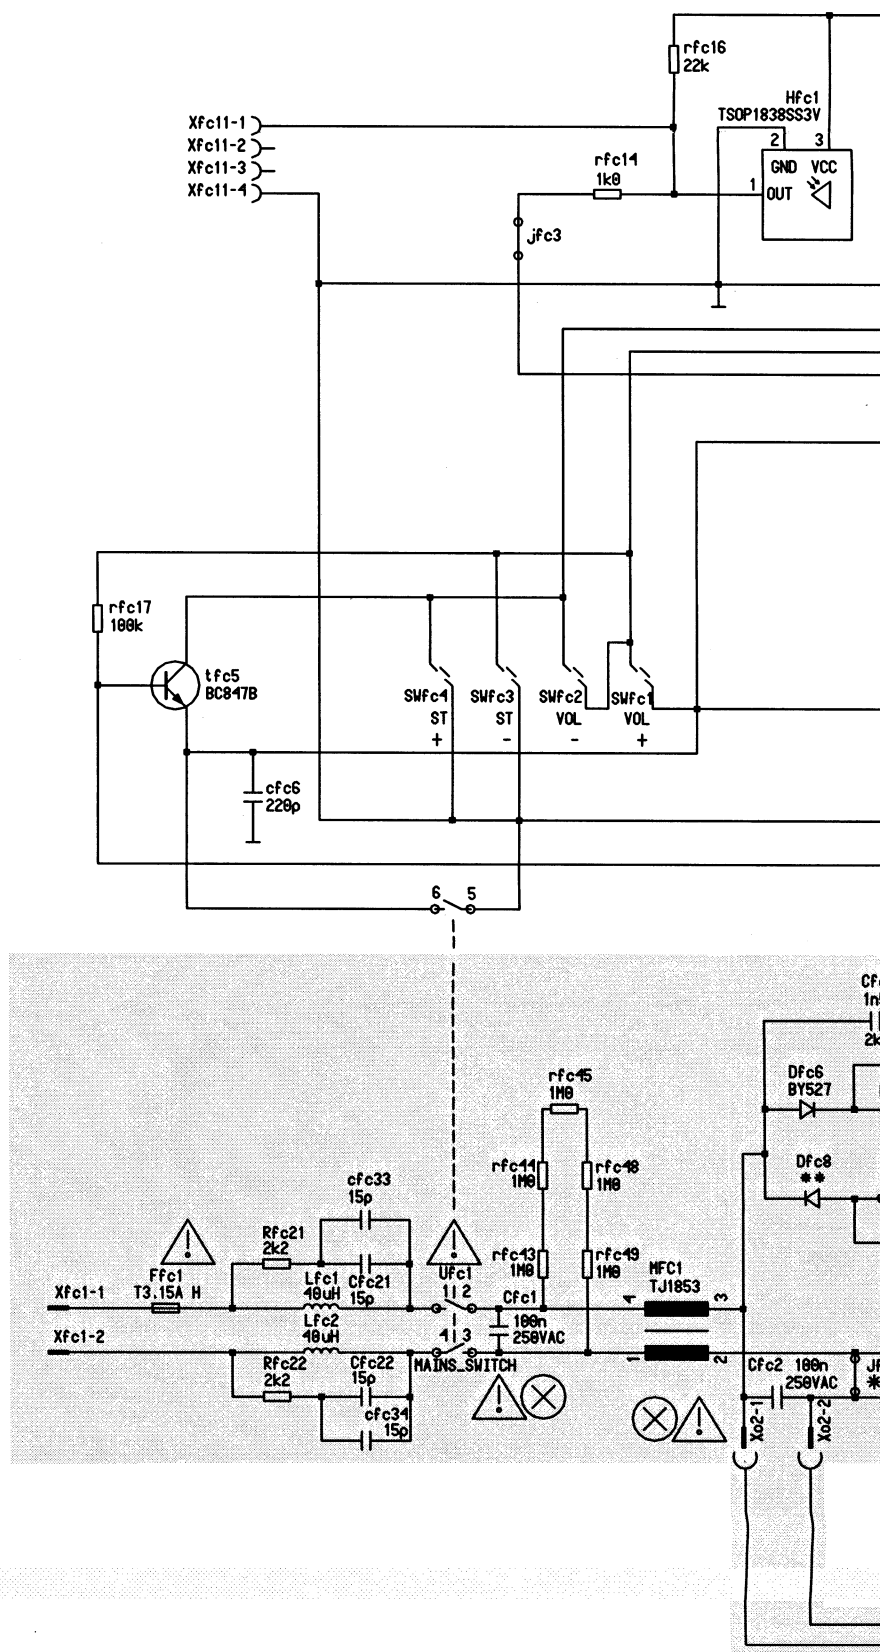 rfc16
22k
Hfc1
TSOP1838SS3V
Xfc11-1
Xfc11-2
Xfc11-3
Xfc11-4
2 3
GND VCC
1 OUT
rfc14
1k0
jfc3
rfc17
100k
tfc5
BC847B
SWfc4
ST
+
SWfc3
ST
-
SWfc2
VOL
-
SWfc1
VOL
+
cfc6
220p
6 5
1n
Dfc6
BY527
Dfc8
**
rfc45
1M0
rfc44
1M0
rfc48
1M0
rfc43
1M0
rfc49
1M0
cfc33
15p
Rfc21
2k2
Cfc21
15p
Ffc1
T3.15A H
Lfc1
40uH
Lfc2
40uH
Xfc1-1
Xfc1-2
Ufc1
1 2
4 3
MAINS_SWITCH
Cfc1
100n
250VAC
MFC1
TJ1853
4 3
1 2
Rfc22
2k2
Cfc22
15p
cfc34
15p
Cfc2 100n
250VAC
Xo2-1
Xo2-2